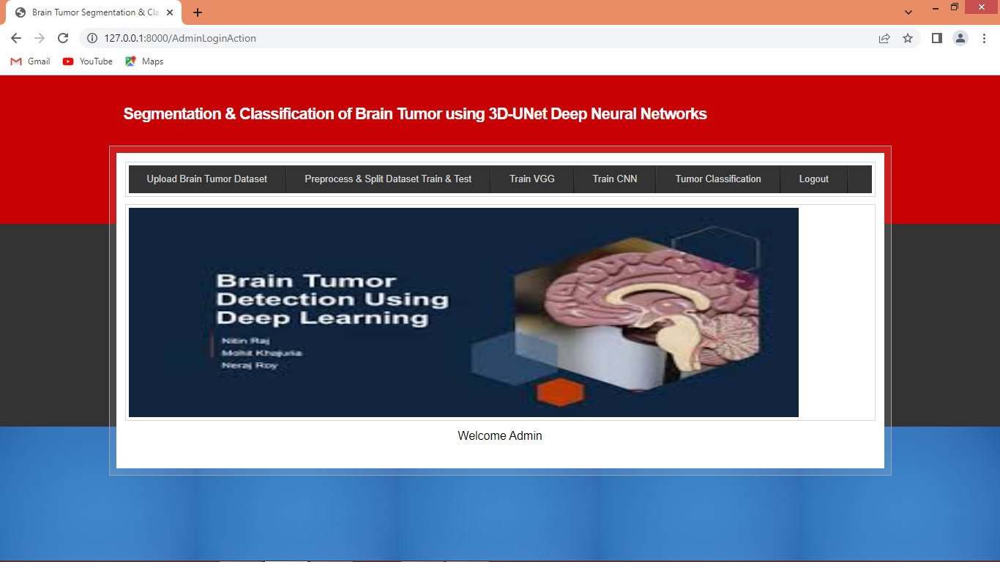 Brain Tumor Segmentation & Cla
127.0.0.1:8000/AdminLoginAction
Gmail YouTube Maps
Segmentation & Classification of Brain Tumor using 3D-UNet Deep Neural Networks
Upload Brain Tumor Dataset Preprocess & Split Dataset Train & Test Train VGG Train CNN Tumor Classification Logout
Brain Tumor
Detection Using
Deep Learning
Nitin Raj
Mohit Khajuria
Neraj Roy
Welcome Admin